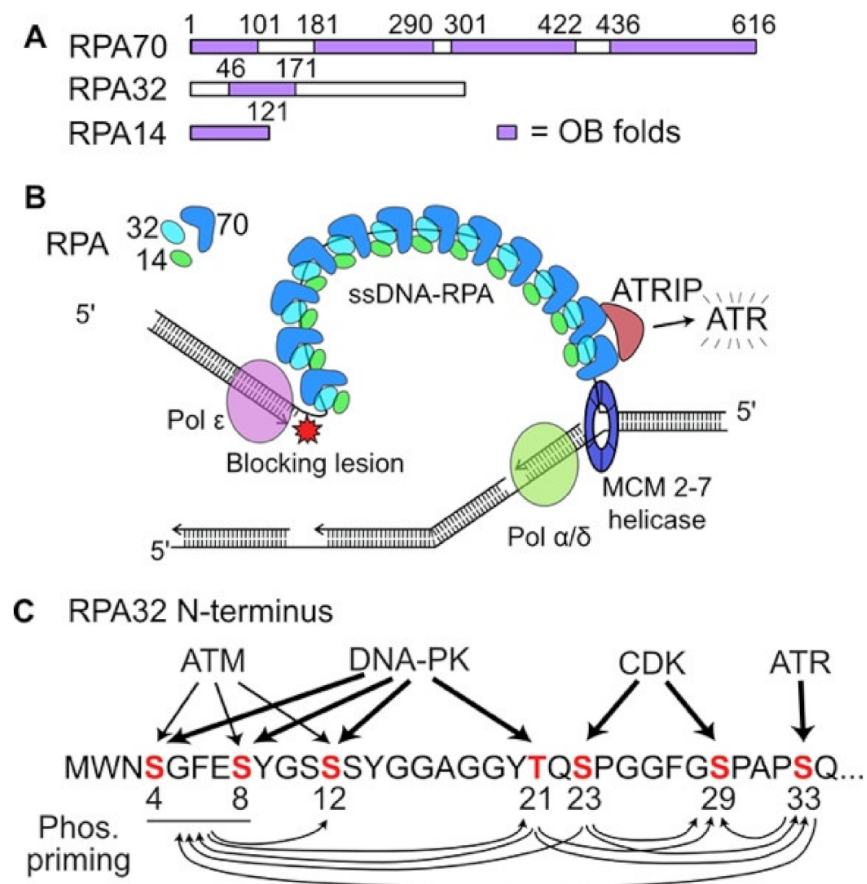 A
1 101 181 290 301 422 436 616
RPA70
46 171
RPA32
121
RPA14
= OB folds
B
RPA
32
70
14
5'
ssDNA-RPA
ATRIP
ATR
Pol ε
Blocking lesion
5'
MCM 2-7
helicase
Pol α/δ
5'
C RPA32 N-terminus
ATM DNA-PK CDK ATR
MWNSGFESYGSSSYGGAGGYTQSPGGFGSPAPSQ...
4 8 12 21 23 29 33
Phos.
priming